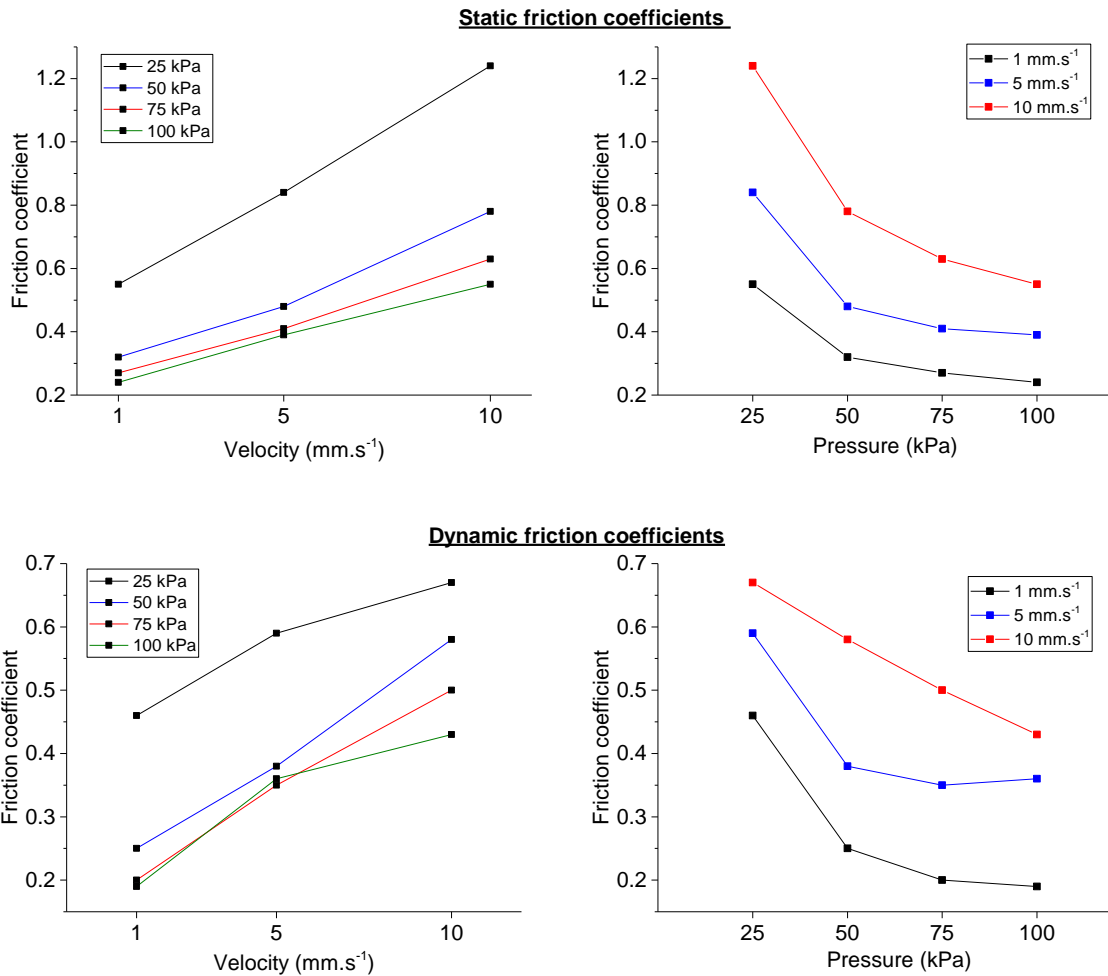 Static friction coefficients
Friction coefficient
1.2
1.0
0.8
0.6
0.4
0.2
25 kPa
50 kPa
75 kPa
100 kPa
1
5
10
Velocity (mm.s⁻¹)
Friction coefficient
1.2
1.0
0.8
0.6
0.4
0.2
1 mm.s⁻¹
5 mm.s⁻¹
10 mm.s⁻¹
25
50
75
100
Pressure (kPa)
Dynamic friction coefficients
Friction coefficient
0.7
0.6
0.5
0.4
0.3
0.2
25 kPa
50 kPa
75 kPa
100 kPa
1
5
10
Velocity (mm.s⁻¹)
Friction coefficient
0.7
0.6
0.5
0.4
0.3
0.2
1 mm.s⁻¹
5 mm.s⁻¹
10 mm.s⁻¹
25
50
75
100
Pressure (kPa)